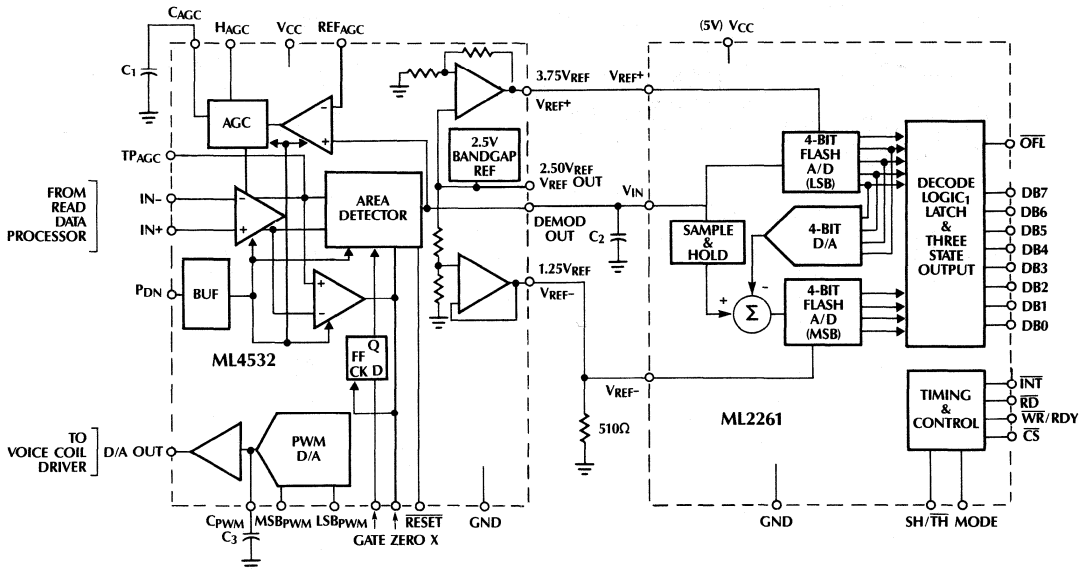 CAGC
HAGC
VCC
REFAGC
(5V) VCC
C1
3.75VREF
VREF+
VREF+
AGC
-
+
2.5V
BANDGAP
REF
4-BIT
FLASH
A/D
(LSB)
OFL
TPAGC
2.50VREF
VREF OUT
FROM
READ
DATA
PROCESSOR
IN-
IN+
-
+
AREA
DETECTOR
VIN
DEMOD
OUT
C2
SAMPLE
&
HOLD
4-BIT
D/A
DECODE
LOGIC1
LATCH
&
THREE
STATE
OUTPUT
DB7
DB6
DB5
DB4
DB3
DB2
DB1
DB0
PDN
BUF
+
-
1.25VREF
VREF-
+
-
Σ
4-BIT
FLASH
A/D
(MSB)
ML4532
Q
FF
CK D
VREF-
510Ω
ML2261
TIMING
&
CONTROL
INT
RD
WR/RDY
CS
TO
VOICE COIL
DRIVER
D/A OUT
PWM
D/A
CPWM
C3
MSBPWM
LSBPWM
GATE
ZERO X
RESET
GND
GND
SH/TH
MODE